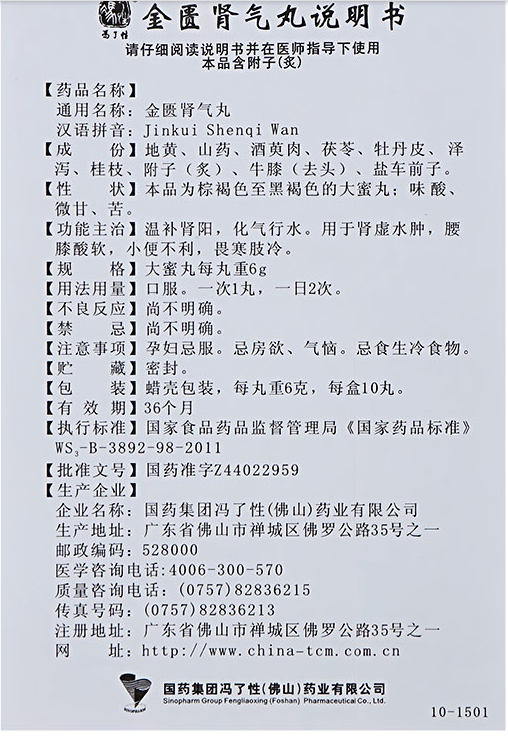 冯了性
金匮肾气丸说明书
请仔细阅读说明书并在医师指导下使用
本品含附子(炙)
【药品名称】
通用名称：金匮肾气丸
汉语拼音：Jinkui Shenqi Wan
【成　　份】地黄、山药、酒萸肉、茯苓、牡丹皮、泽
泻、桂枝、附子（炙）、牛膝（去头）、盐车前子。
【性　　状】本品为棕褐色至黑褐色的大蜜丸；味酸、
微甘、苦。
【功能主治】温补肾阳，化气行水。用于肾虚水肿，腰
膝酸软，小便不利，畏寒肢冷。
【规　　格】大蜜丸每丸重6g
【用法用量】口服。一次1丸，一日2次。
【不良反应】尚不明确。
【禁　　忌】尚不明确。
【注意事项】孕妇忌服。忌房欲、气恼。忌食生冷食物。
【贮　　藏】密封。
【包　　装】蜡壳包装，每丸重6克，每盒10丸。
【有 效 期】36个月
【执行标准】国家食品药品监督管理局《国家药品标准》
WS₃-B-3892-98-2011
【批准文号】国药准字Z44022959
【生产企业】
企业名称：国药集团冯了性(佛山)药业有限公司
生产地址：广东省佛山市禅城区佛罗公路35号之一
邮政编码：528000
医学咨询电话:4006-300-570
质量咨询电话：(0757)82836215
传真号码：(0757)82836213
注册地址：广东省佛山市禅城区佛罗公路35号之一
网　　址：http://www.china-tcm.com.cn
国药集团冯了性(佛山)药业有限公司
Sinopharm Group Fengliaoxing (Foshan) Pharmaceutical Co., Ltd.
SINOPHARM
10-1501